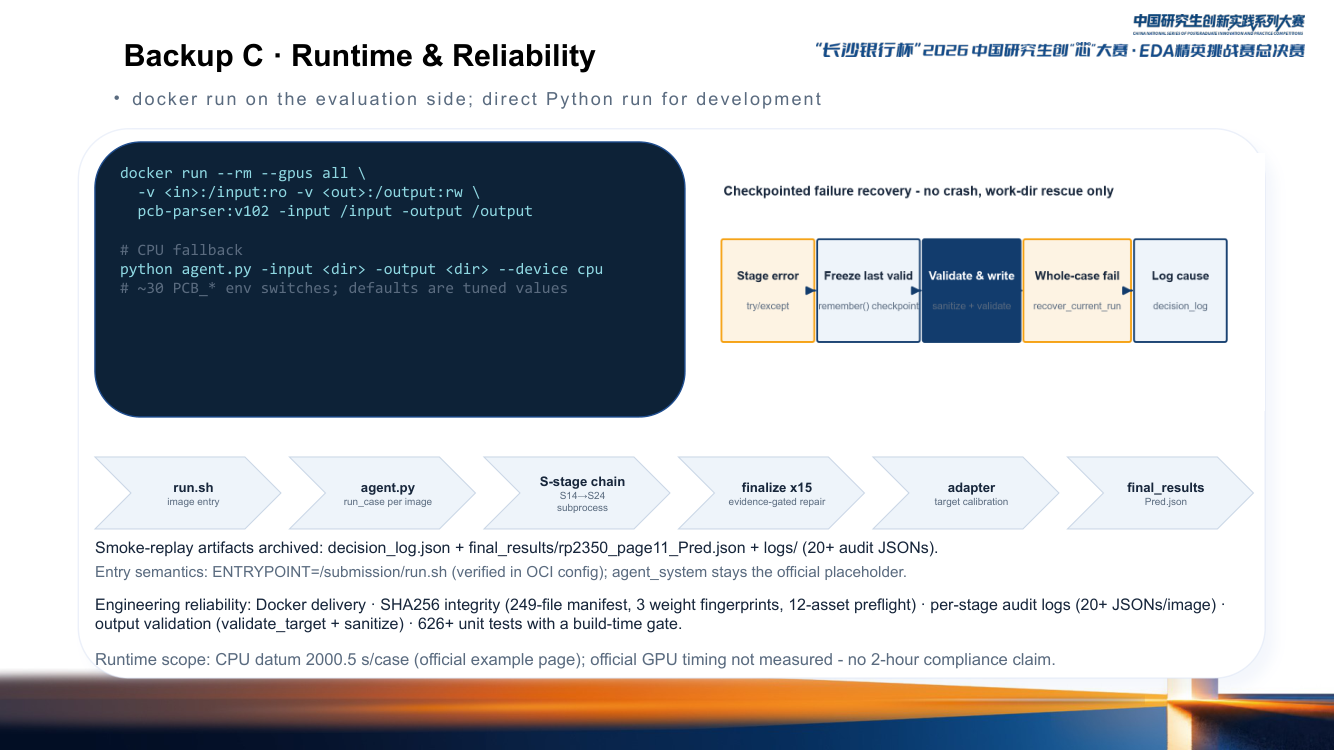 中国研究生创新实践系列大赛
CHINA NATIONAL SERIES OF POSTGRADUATE INNOVATION AND PRACTICE COMPETITIONS
"长沙银行杯"2026中国研究生创"芯"大赛·EDA精英挑战赛总决赛
Backup C · Runtime & Reliability
• docker run on the evaluation side; direct Python run for development
docker run --rm --gpus all \
-v <in>:/input:ro -v <out>:/output:rw \
pcb-parser:v102 -input /input -output /output
# CPU fallback
python agent.py -input <dir> -output <dir> --device cpu
# ~30 PCB_* env switches; defaults are tuned values
Checkpointed failure recovery - no crash, work-dir rescue only
Stage error
try/except
Freeze last valid
remember() checkpoint
Validate & write
sanitize + validate
Whole-case fail
recover_current_run
Log cause
decision_log
run.sh
image entry
agent.py
run_case per image
S-stage chain
S14→S24
subprocess
finalize x15
evidence-gated repair
adapter
target calibration
final_results
Pred.json
Smoke-replay artifacts archived: decision_log.json + final_results/rp2350_page11_Pred.json + logs/ (20+ audit JSONs).
Entry semantics: ENTRYPOINT=/submission/run.sh (verified in OCI config); agent_system stays the official placeholder.
Engineering reliability: Docker delivery · SHA256 integrity (249-file manifest, 3 weight fingerprints, 12-asset preflight) · per-stage audit logs (20+ JSONs/image) ·
output validation (validate_target + sanitize) · 626+ unit tests with a build-time gate.
Runtime scope: CPU datum 2000.5 s/case (official example page); official GPU timing not measured - no 2-hour compliance claim.